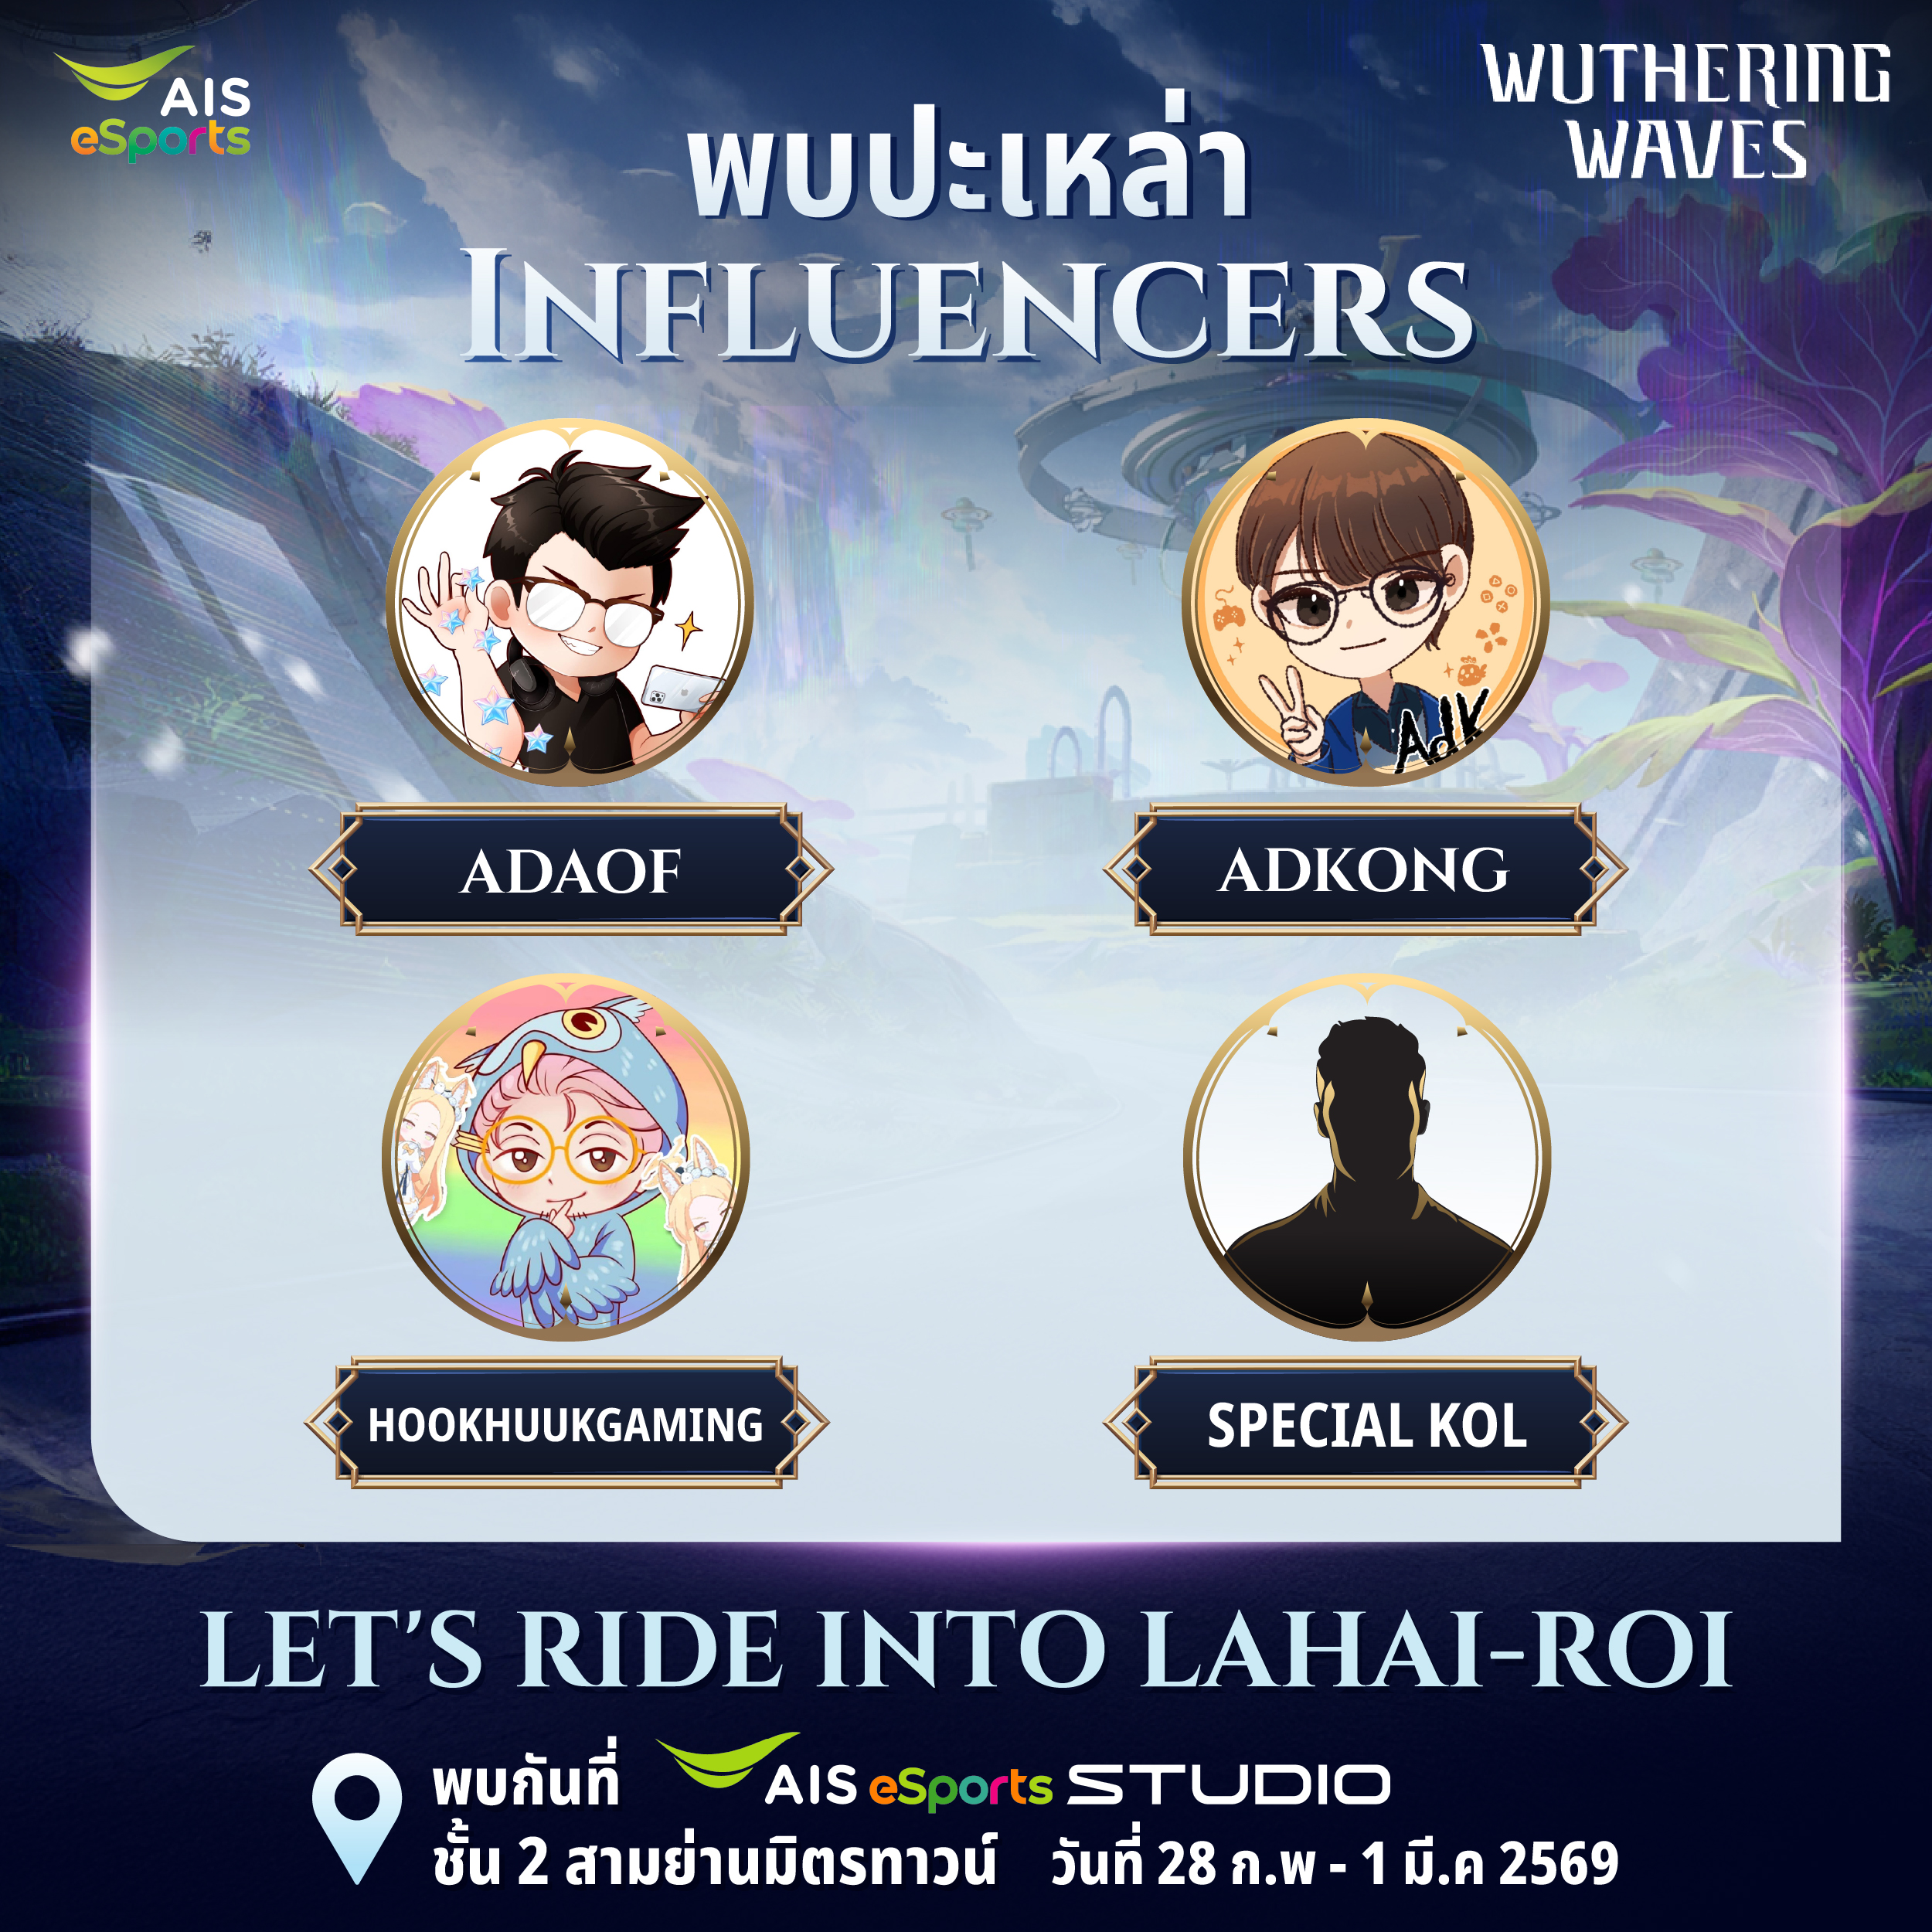 AIS
eSports
WUTHERING
WAVES
พบปะเหล่า
INFLUENCERS
AdK
ADAOF
ADKONG
HOOKHUUKGAMING
SPECIAL KOL
LET'S RIDE INTO LAHAI-ROI
พบกันที่ AIS eSports STUDIO
ชั้น 2 สามย่านมิตรทาวน์ วันที่ 28 ก.พ - 1 มี.ค 2569